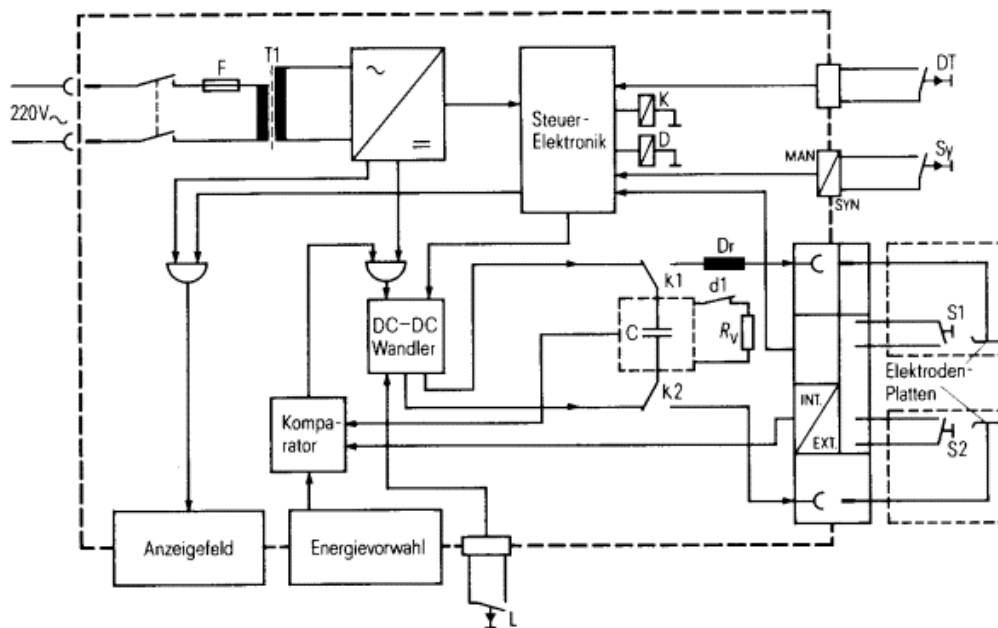 220V~
F
T1
~
=
Steuer-
Elektronik
K
D
DT
MAN
SYN
Sy
Dr
k1
d1
C
Rv
k2
DC-DC
Wandler
Kompa-
rator
INT.
EXT.
S1
Elektroden-
Platten
S2
Anzeigefeld
Energievorwahl
L